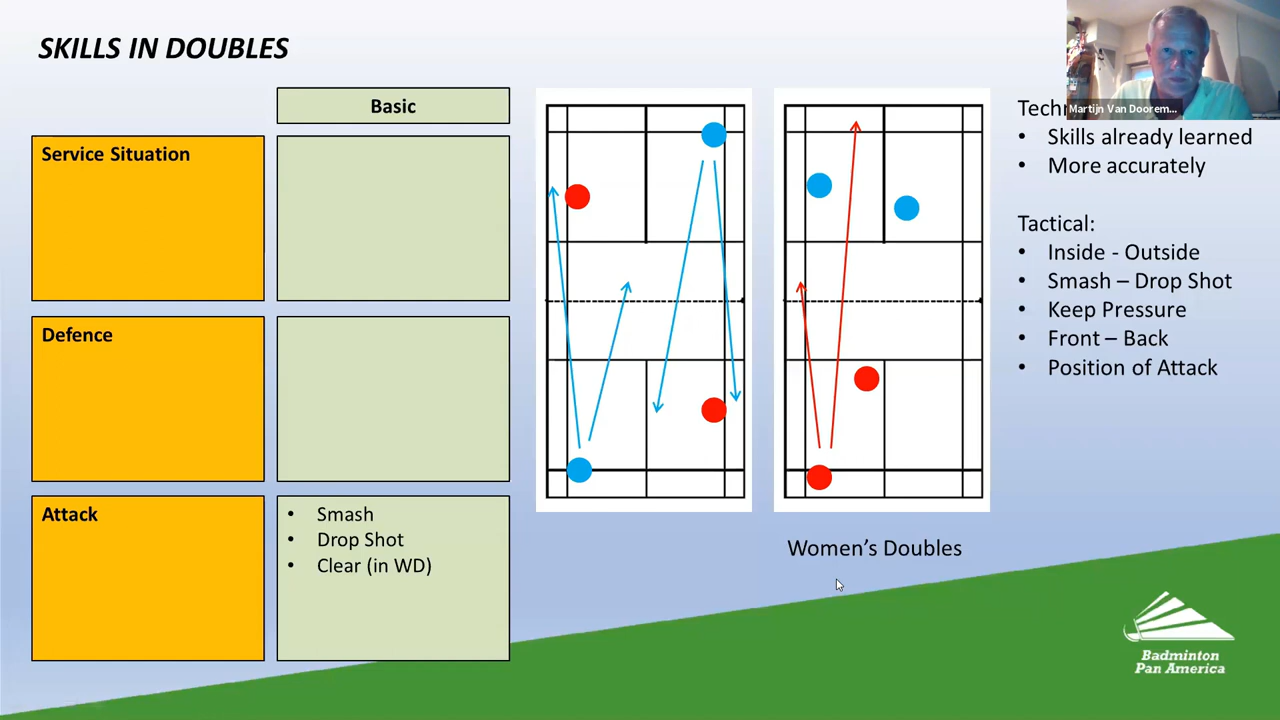 SKILLS IN DOUBLES
Basic
Service Situation
Defence
Attack
• Smash
• Drop Shot
• Clear (in WD)
Women's Doubles
Martijn Van Doorem...
• Skills already learned
• More accurately
Tactical:
• Inside - Outside
• Smash – Drop Shot
• Keep Pressure
• Front – Back
• Position of Attack
Badminton
Pan America